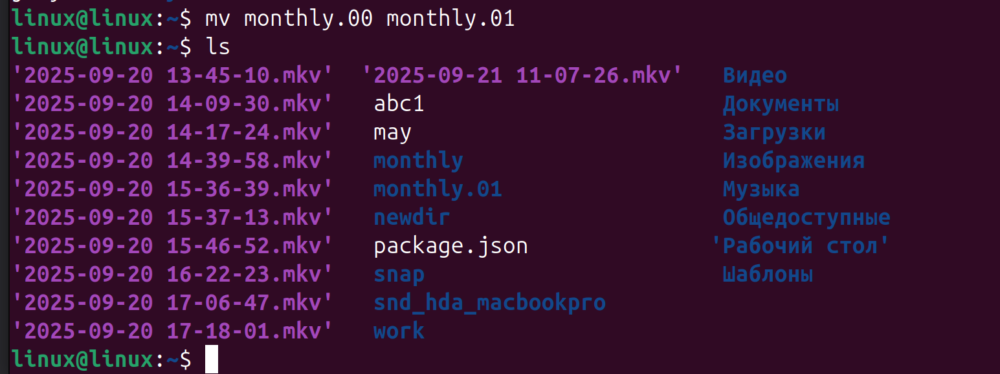 linux@linux:~$ mv monthly.00 monthly.01
linux@linux:~$ ls
'2025-09-20 13-45-10.mkv'  '2025-09-21 11-07-26.mkv'   Видео
'2025-09-20 14-09-30.mkv'   abc1                       Документы
'2025-09-20 14-17-24.mkv'   may                        Загрузки
'2025-09-20 14-39-58.mkv'   monthly                    Изображения
'2025-09-20 15-36-39.mkv'   monthly.01                 Музыка
'2025-09-20 15-37-13.mkv'   newdir                     Общедоступные
'2025-09-20 15-46-52.mkv'   package.json              'Рабочий стол'
'2025-09-20 16-22-23.mkv'   snap                       Шаблоны
'2025-09-20 17-06-47.mkv'   snd_hda_macbookpro
'2025-09-20 17-18-01.mkv'   work
linux@linux:~$